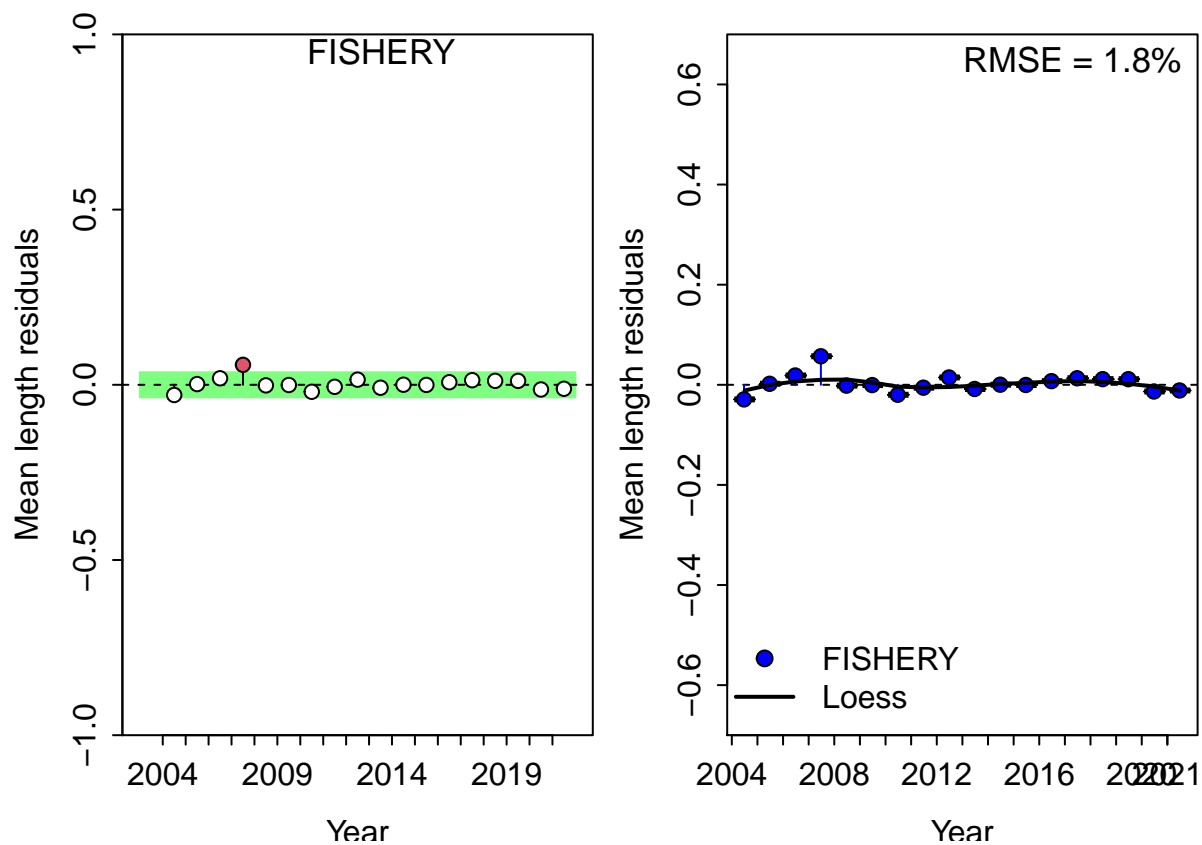 FISHERY
1.0
0.5
0.0
−0.5
−1.0
Mean length residuals
2004 2009 2014 2019
Year
RMSE = 1.8%
0.6
0.4
0.2
0.0
−0.2
−0.4
−0.6
Mean length residuals
FISHERY
Loess
2004 2008 2012 2016 2020 2021
Year